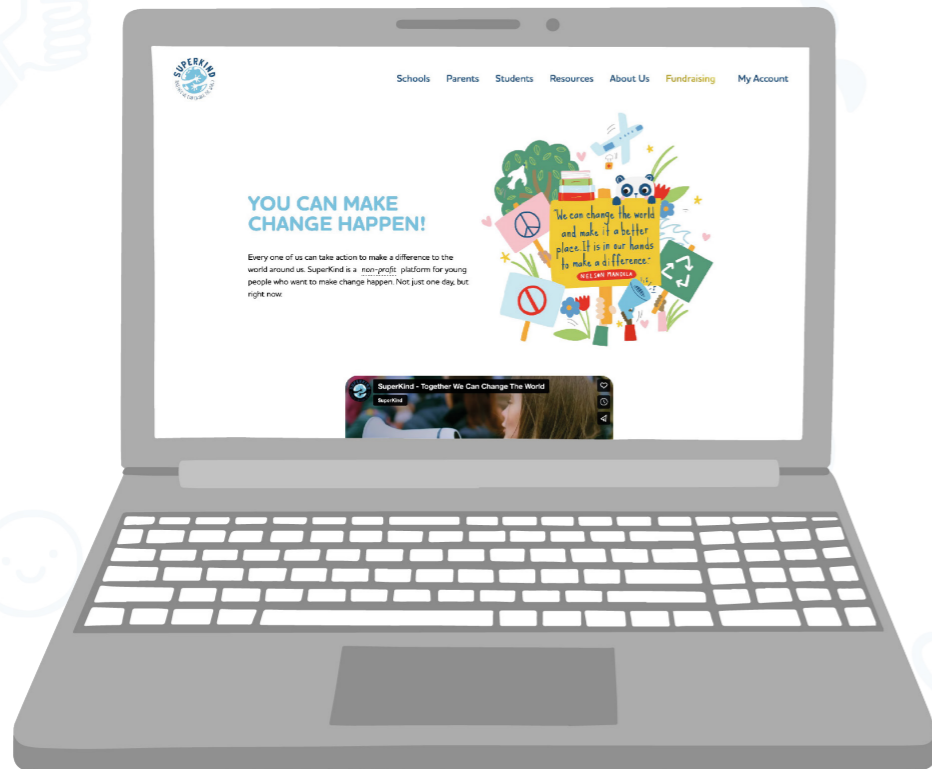 SUPERKIND
Schools Parents Students Resources About Us Fundraising My Account
YOU CAN MAKE
CHANGE HAPPEN!
Every one of us can take action to make a difference to the
world around us. SuperKind is a non-profit platform for young
people who want to make change happen. Not just one day, but
right now.
"We can change the world
and make it a better
place. It is in our hands
to make a difference."
NELSON MANDELA
SuperKind - Together We Can Change The World
SuperKind